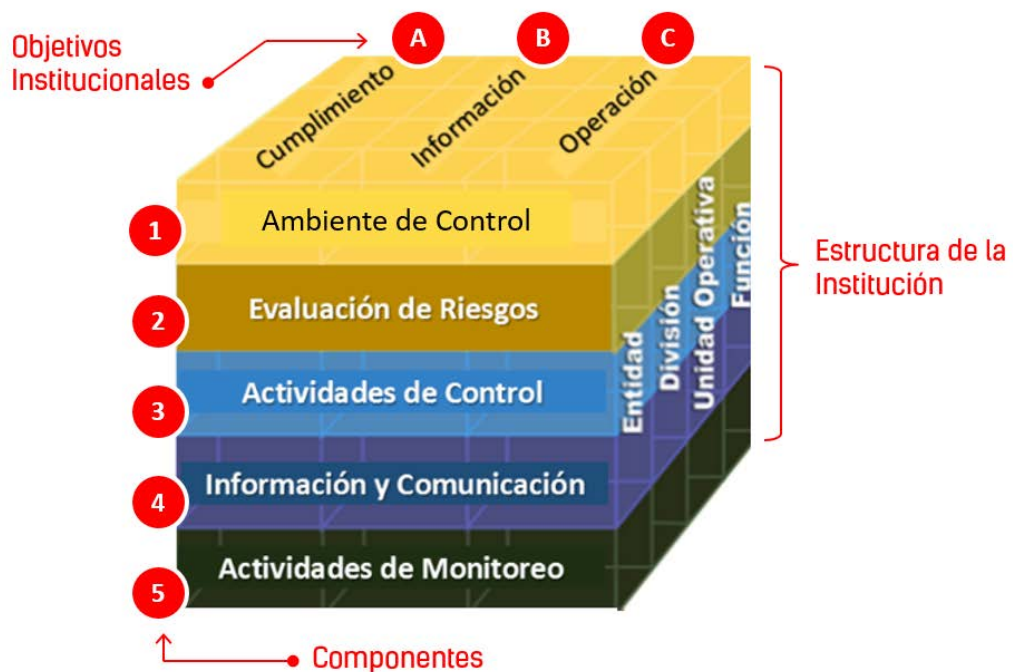 Objetivos
Institucionales
A
B
C
Cumplimiento
Información
Operación
1
Ambiente de Control
2
Evaluación de Riesgos
3
Actividades de Control
4
Información y Comunicación
5
Actividades de Monitoreo
Entidad
División
Unidad Operativa
Función
Estructura de la
Institución
Componentes